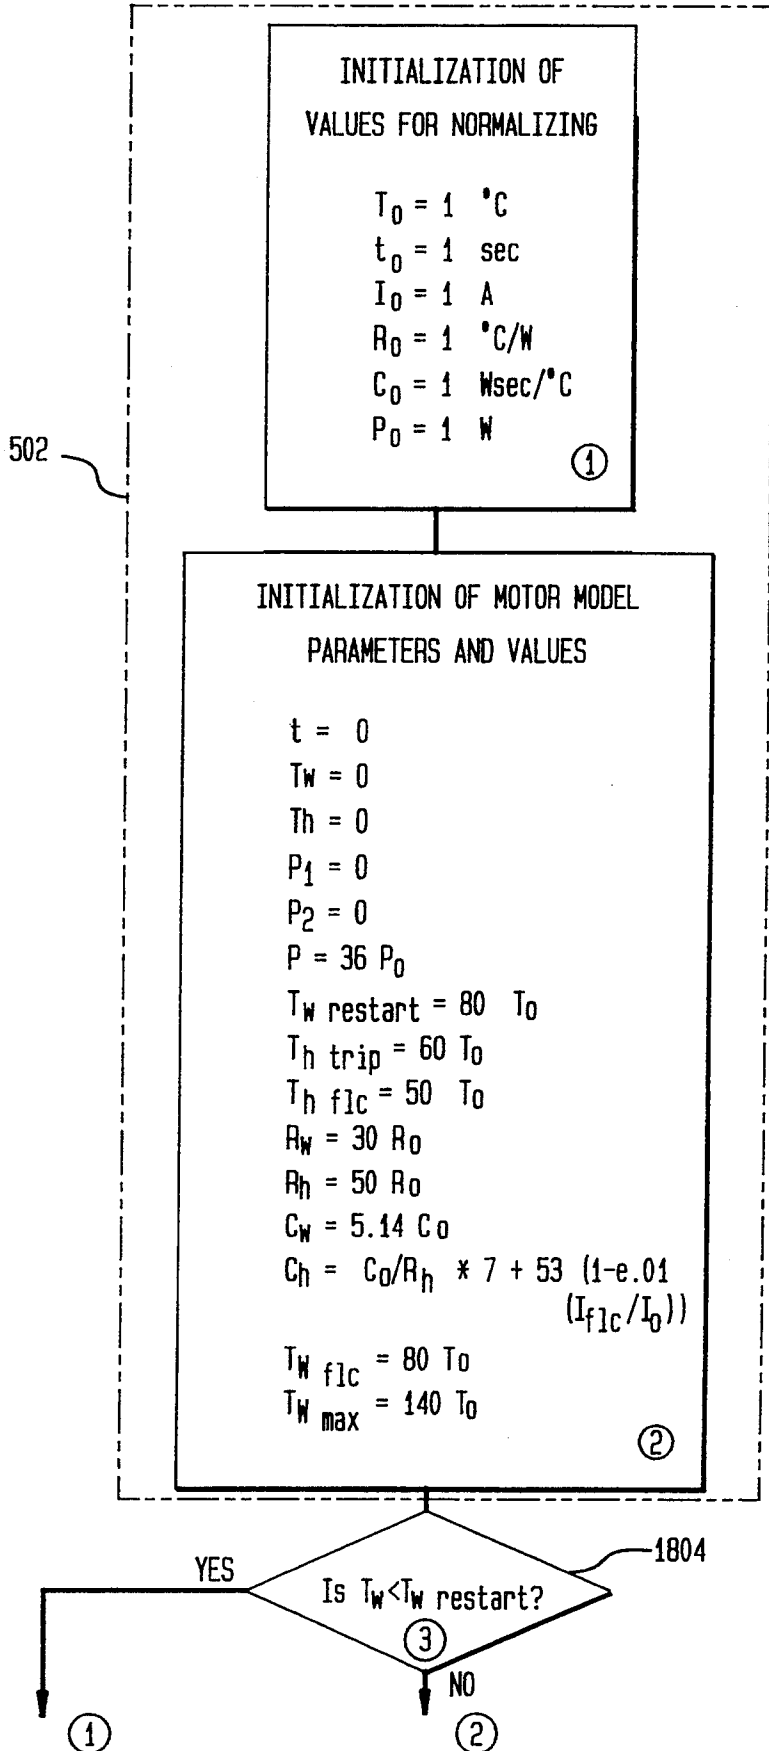 INITIALIZATION OF
VALUES FOR NORMALIZING
T0 = 1 °C
t0 = 1 sec
I0 = 1 A
R0 = 1 °C/W
C0 = 1 Wsec/°C
P0 = 1 W
①
502
INITIALIZATION OF MOTOR MODEL
PARAMETERS AND VALUES
t = 0
Tw = 0
Th = 0
P1 = 0
P2 = 0
P = 36 P0
Tw restart = 80 T0
Th trip = 60 T0
Th flc = 50 T0
Rw = 30 R0
Rh = 50 R0
Cw = 5.14 C0
Ch = C0/Rh * 7 + 53 (1-e.01
(Iflc/I0))
Tw flc = 80 T0
Tw max = 140 T0
②
1804
YES
Is Tw<Tw restart?
③
NO
① ②